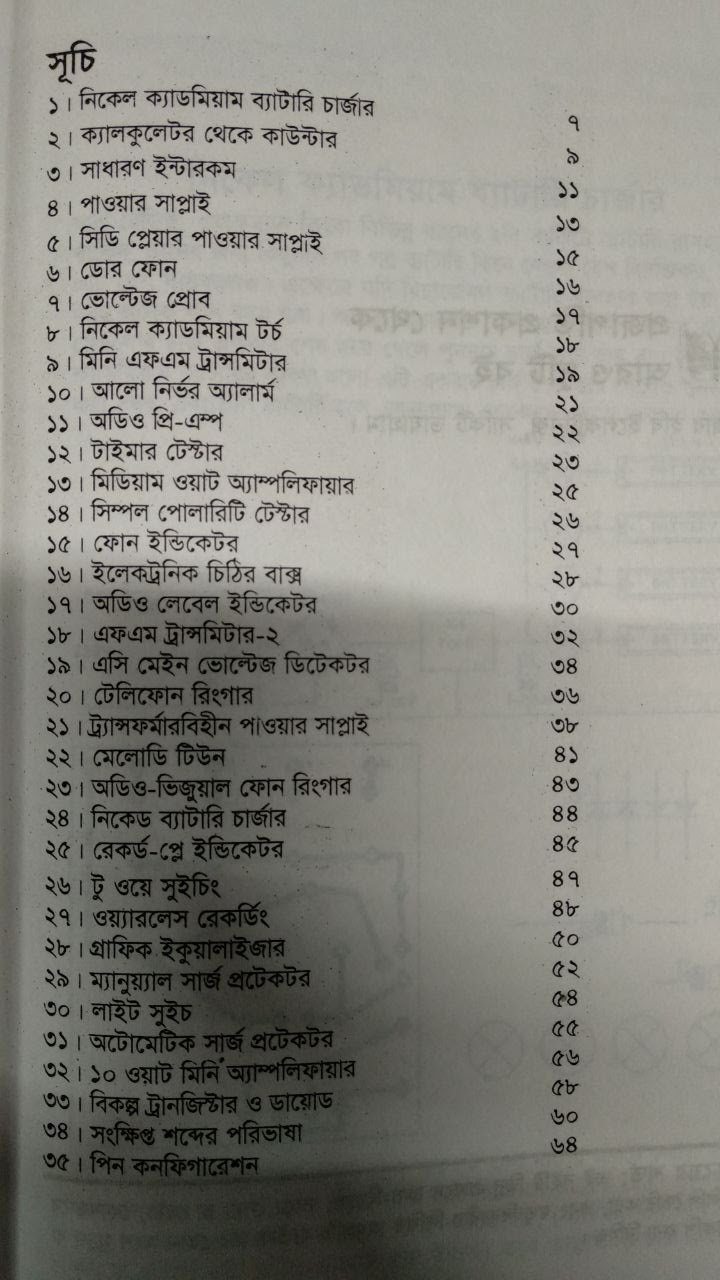 সূচি
১। নিকেল ক্যাডমিয়াম ব্যাটারি চার্জার ৭
২। ক্যালকুলেটর থেকে কাউন্টার ৯
৩। সাধারণ ইন্টারকম ১১
৪। পাওয়ার সাপ্লাই ১৩
৫। সিডি প্লেয়ার পাওয়ার সাপ্লাই ১৫
৬। ডোর ফোন ১৬
৭। ভোল্টেজ প্রোব ১৭
৮। নিকেল ক্যাডমিয়াম টর্চ ১৮
৯। মিনি এফএম ট্রান্সমিটার ১৯
১০। আলো নির্ভর অ্যালার্ম ২১
১১। অডিও প্রি-এম্প ২২
১২। টাইমার টেস্টার ২৩
১৩। মিডিয়াম ওয়াট অ্যাম্পলিফায়ার ২৫
১৪। সিম্পল পোলারিটি টেস্টার ২৬
১৫। ফোন ইন্ডিকেটর ২৭
১৬। ইলেকট্রনিক চিঠির বাক্স ২৮
১৭। অডিও লেবেল ইন্ডিকেটর ৩০
১৮। এফএম ট্রান্সমিটার-২ ৩২
১৯। এসি মেইন ভোল্টেজ ডিটেকটর ৩৪
২০। টেলিফোন রিংগার ৩৬
২১। ট্র্যান্সফর্মারবিহীন পাওয়ার সাপ্লাই ৩৮
২২। মেলোডি টিউন ৪১
২৩। অডিও-ভিজুয়াল ফোন রিংগার ৪৩
২৪। নিকেড ব্যাটারি চার্জার ৪৪
২৫। রেকর্ড-প্লে ইন্ডিকেটর ৪৫
২৬। টু ওয়ে সুইচিং ৪৭
২৭। ওয়্যারলেস রেকর্ডিং ৪৮
২৮। গ্রাফিক ইকুয়ালাইজার ৫০
২৯। ম্যানুয়্যাল সার্জ প্রটেকটর ৫২
৩০। লাইট সুইচ ৫৪
৩১। অটোমেটিক সার্জ প্রটেকটর ৫৫
৩২। ১০ ওয়াট মিনি অ্যাম্পলিফায়ার ৫৬
৩৩। বিকল্প ট্রানজিস্টার ও ডায়োড ৫৮
৩৪। সংক্ষিপ্ত শব্দের পরিভাষা ৬০
৩৫। পিন কনফিগারেশন ৬৪